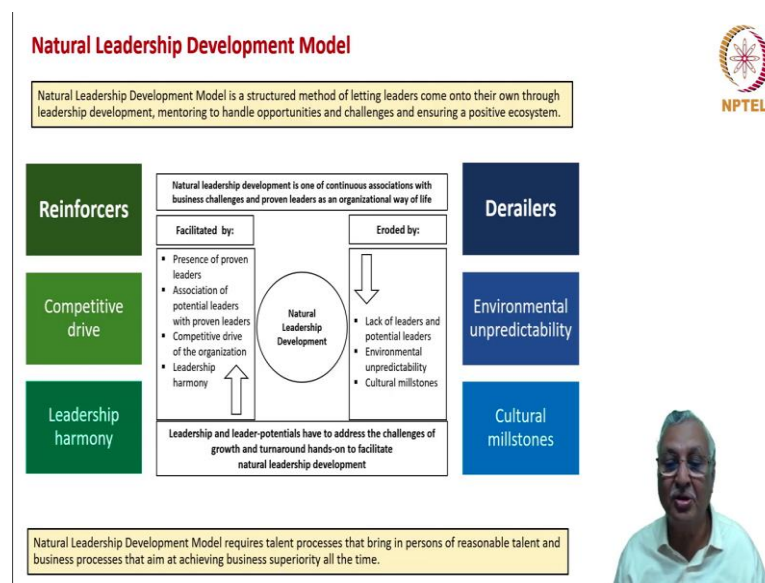 Natural Leadership Development Model
NPTEL
Natural Leadership Development Model is a structured method of letting leaders come onto their own through
leadership development, mentoring to handle opportunities and challenges and ensuring a positive ecosystem.
Reinforcers
Competitive
drive
Leadership
harmony
Natural leadership development is one of continuous associations with
business challenges and proven leaders as an organizational way of life
Facilitated by:
▪ Presence of proven
leaders
▪ Association of
potential leaders
with proven leaders
▪ Competitive drive
of the organization
▪ Leadership
harmony
Natural
Leadership
Development
Eroded by:
▪ Lack of leaders and
potential leaders
▪ Environmental
unpredictability
▪ Cultural millstones
Leadership and leader-potentials have to address the challenges of
growth and turnaround hands-on to facilitate
natural leadership development
Derailers
Environmental
unpredictability
Cultural
millstones
Natural Leadership Development Model requires talent processes that bring in persons of reasonable talent and
business processes that aim at achieving business superiority all the time.